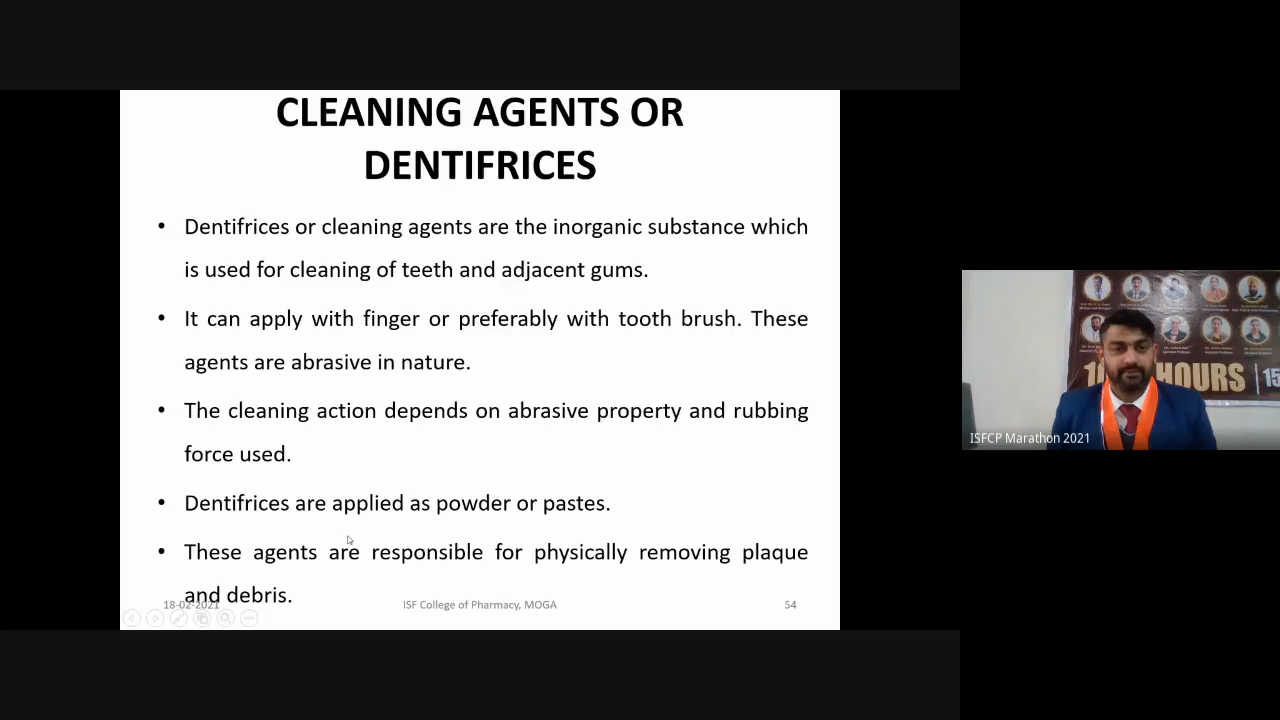 CLEANING AGENTS OR
DENTIFRICES
• Dentifrices or cleaning agents are the inorganic substance which
is used for cleaning of teeth and adjacent gums.
• It can apply with finger or preferably with tooth brush. These
agents are abrasive in nature.
• The cleaning action depends on abrasive property and rubbing
force used.
• Dentifrices are applied as powder or pastes.
• These agents are responsible for physically removing plaque
and debris.
18-02-2021
ISF College of Pharmacy, MOGA
54
HOURS
15
ISFCP Marathon 2021